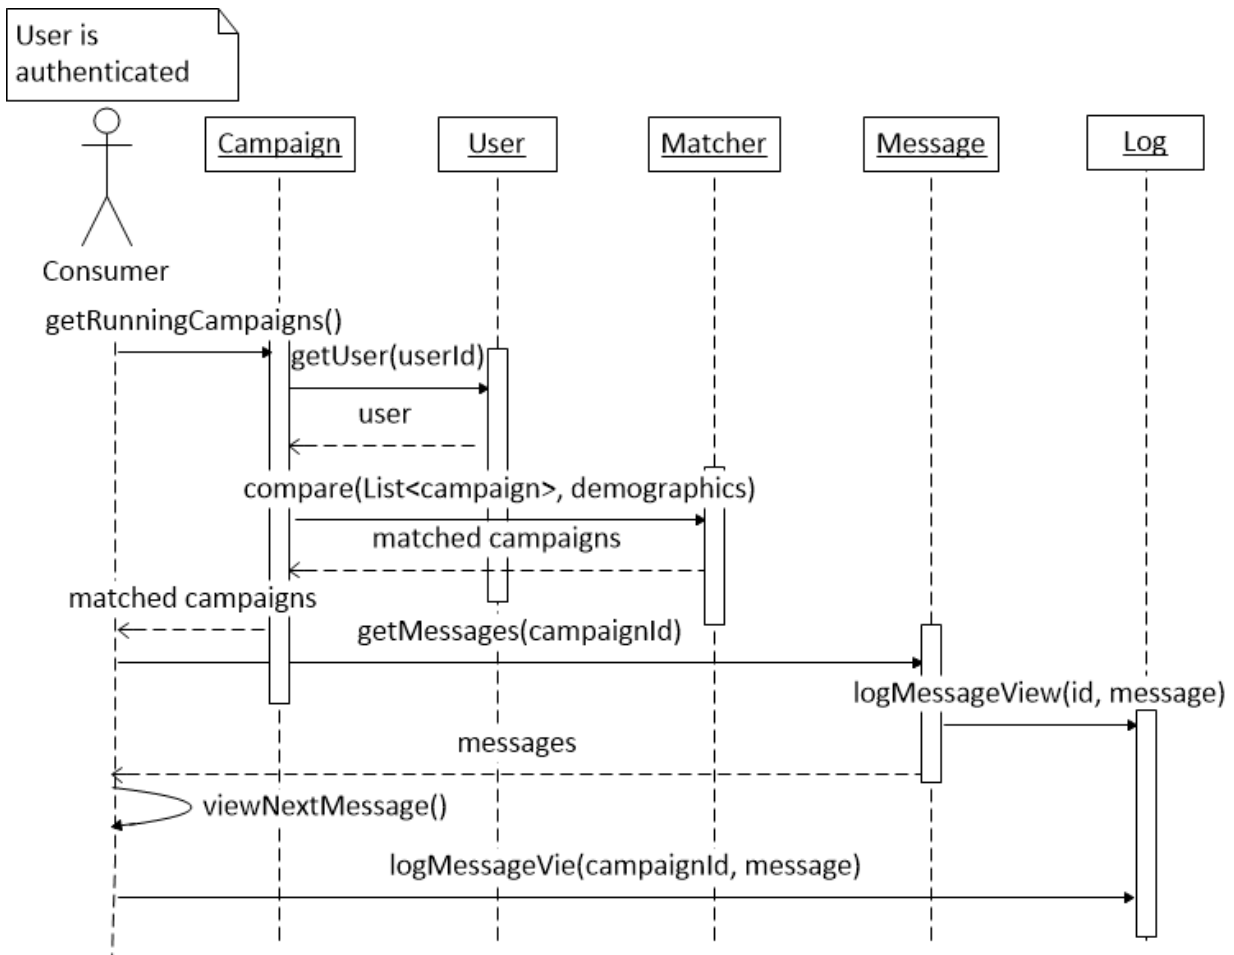 User is
authenticated
Campaign
User
Matcher
Message
Log
Consumer
getRunningCampaigns()
getUser(userId)
user
compare(List<campaign>, demographics)
matched campaigns
matched campaigns
getMessages(campaignId)
logMessageView(id, message)
messages
viewNextMessage()
logMessageVie(campaignId, message)